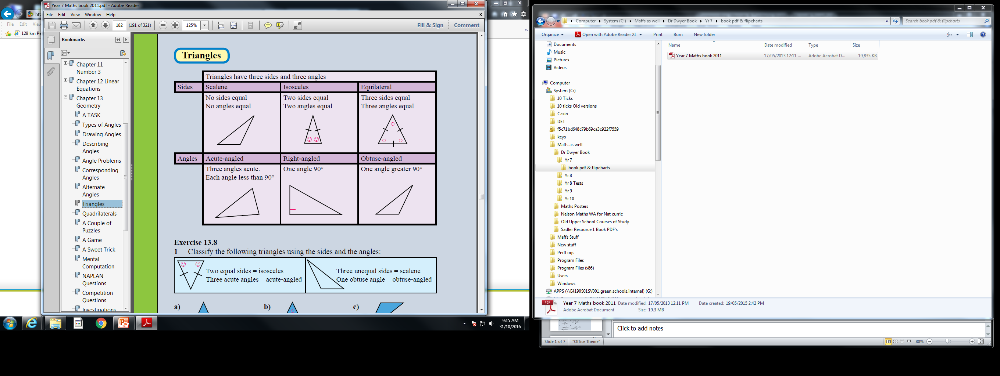 Year 7 Maths book 2011.pdf - Adobe Reader
File Edit View Window Help
182 (191 of 321) 125% Fill & Sign Comment
File Edit View
128 km Pe
Bookmarks
Chapter 11
Number 3
Chapter 12 Linear
Equations
Chapter 13
Geometry
A TASK
Types of Angles
Drawing Angles
Describing
Angles
Angle Problems
Corresponding
Angles
Alternate
Angles
Triangles
Quadrilaterals
A Couple of
Puzzles
A Game
A Sweet Trick
Mental
Computation
NAPLAN
Questions
Competition
Questions
Investigations
Triangles
Triangles have three sides and three angles
Sides Scalene Isosceles Equilateral
No sides equal Two sides equal Three sides equal
No angles equal Two angles equal Three angles equal
Angles Acute-angled Right-angled Obtuse-angled
Three angles acute. One angle 90° One angle greater 90°
Each angle less than 90°
Exercise 13.8
1 Classify the following triangles using the sides and the angles:
Two equal sides = isosceles
Three acute angles = acute-angled
Three unequal sides = scalene
One obtuse angle = obtuse-angled
a) b) c)
9:15 AM
31/10/2016
Computer System (C:) Maffs as well Dr Dwyer Book Yr 7 book pdf & flipcharts
Search book pdf & flipcharts
Organize Open with Adobe Reader XI Print Burn New folder
Documents
Music
Pictures
Videos
Computer
System (C:)
10 Ticks
10 ticks Old versions
Casio
DET
f5c71bd648c79b69ca3c922f7559
keys
Maffs as well
Dr Dwyer Book
Yr 7
book pdf & flipcharts
Yr 8
Yr 8 Tests
Yr 9
Yr 10
Maths Posters
Nelson Maths WA for Nat curric
Old Upper School Courses of Study
Sadler Resource 1 Book PDF's
Maffs Stuff
New stuff
PerfLogs
Program Files
Program Files (x86)
Users
Windows
APPS (\\E4190S01SV001.green.schools.internal) (G:)
Name Date modified Type Size
Year 7 Maths book 2011 17/05/2013 12:11 ... Adobe Acrobat D... 19,835 KB
PDF
Year 7 Maths book 2011 Date modified: 17/05/2013 12:11 PM Date created: 19/05/2015 2:42 PM
Adobe Acrobat Document Size: 19.3 MB
Click to add notes
Slide 1 of 7 "Office Theme" 80%